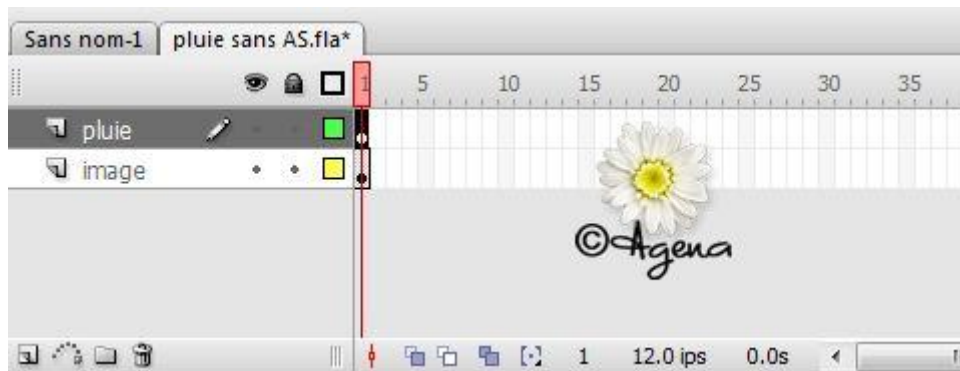 Sans nom-1 pluie sans AS.fla*
1 5 10 15 20 25 30 35
pluie
image
©Agena
1 12.0 ips 0.0s